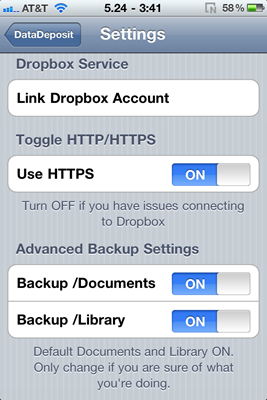 AT&T 5.24 - 3:41 58%
DataDeposit Settings
Dropbox Service
Link Dropbox Account
Toggle HTTP/HTTPS
Use HTTPS ON
Turn OFF if you have issues connecting
to Dropbox
Advanced Backup Settings
Backup /Documents ON
Backup /Library ON
Default Documents and Library ON.
Only change if you are sure of what
you're doing.